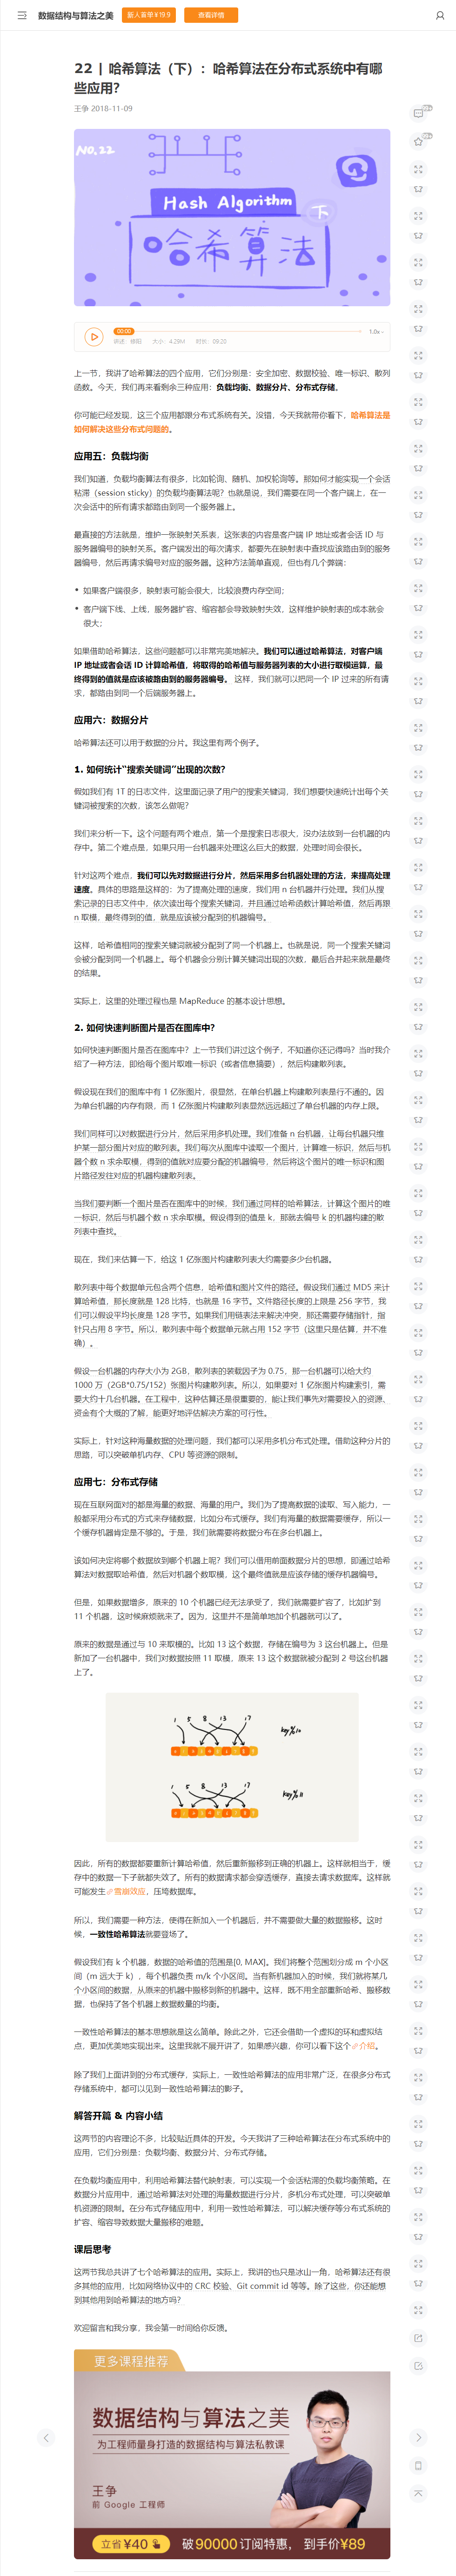 数据结构与算法之美
新人首单¥19.9
查看详情
22 | 哈希算法（下）：哈希算法在分布式系统中有哪
些应用？
王争 2018-11-09
NO.22
Hash Algorithm
下
哈希算法
00:00
1.0x
讲述：修阳
大小：4.29M
时长：09:20
上一节，我讲了哈希算法的四个应用，它们分别是：安全加密、数据校验、唯一标识、散列
函数。今天，我们再来看剩余三种应用：负载均衡、数据分片、分布式存储。
你可能已经发现，这三个应用都跟分布式系统有关。没错，今天我就带你看下，哈希算法是
如何解决这些分布式问题的。
应用五：负载均衡
我们知道，负载均衡算法有很多，比如轮询、随机、加权轮询等。那如何才能实现一个会话
粘滞（session sticky）的负载均衡算法呢？也就是说，我们需要在同一个客户端上，在一
次会话中的所有请求都路由到同一个服务器上。
最直接的方法就是，维护一张映射关系表，这张表的内容是客户端 IP 地址或者会话 ID 与
服务器编号的映射关系。客户端发出的每次请求，都要先在映射表中查找应该路由到的服务
器编号，然后再请求编号对应的服务器。这种方法简单直观，但也有几个弊端：
• 如果客户端很多，映射表可能会很大，比较浪费内存空间；
• 客户端下线、上线，服务器扩容、缩容都会导致映射失效，这样维护映射表的成本就会
很大；
如果借助哈希算法，这些问题都可以非常完美地解决。我们可以通过哈希算法，对客户端
IP 地址或者会话 ID 计算哈希值，将取得的哈希值与服务器列表的大小进行取模运算，最
终得到的值就是应该被路由到的服务器编号。 这样，我们就可以把同一个 IP 过来的所有请
求，都路由到同一个后端服务器上。
应用六：数据分片
哈希算法还可以用于数据的分片。我这里有两个例子。
1. 如何统计“搜索关键词”出现的次数？
假如我们有 1T 的日志文件，这里面记录了用户的搜索关键词，我们想要快速统计出每个关
键词被搜索的次数，该怎么做呢？
我们来分析一下。这个问题有两个难点，第一个是搜索日志很大，没办法放到一台机器的内
存中。第二个难点是，如果只用一台机器来处理这么巨大的数据，处理时间会很长。
针对这两个难点，我们可以先对数据进行分片，然后采用多台机器处理的方法，来提高处理
速度。具体的思路是这样的：为了提高处理的速度，我们用 n 台机器并行处理。我们从搜
索记录的日志文件中，依次读出每个搜索关键词，并且通过哈希函数计算哈希值，然后再跟
n 取模，最终得到的值，就是应该被分配到的机器编号。
这样，哈希值相同的搜索关键词就被分配到了同一个机器上。也就是说，同一个搜索关键词
会被分配到同一个机器上。每个机器会分别计算关键词出现的次数，最后合并起来就是最终
的结果。
实际上，这里的处理过程也是 MapReduce 的基本设计思想。
2. 如何快速判断图片是否在图库中？
如何快速判断图片是否在图库中？上一节我们讲过这个例子，不知道你还记得吗？当时我介
绍了一种方法，即给每个图片取唯一标识（或者信息摘要），然后构建散列表。
假设现在我们的图库中有 1 亿张图片，很显然，在单台机器上构建散列表是行不通的。因
为单台机器的内存有限，而 1 亿张图片构建散列表显然远远超过了单台机器的内存上限。
我们同样可以对数据进行分片，然后采用多机处理。我们准备 n 台机器，让每台机器只维
护某一部分图片对应的散列表。我们每次从图库中读取一个图片，计算唯一标识，然后与机
器个数 n 求余取模，得到的值就对应要分配的机器编号，然后将这个图片的唯一标识和图
片路径发往对应的机器构建散列表。
当我们要判断一个图片是否在图库中的时候，我们通过同样的哈希算法，计算这个图片的唯
一标识，然后与机器个数 n 求余取模。假设得到的值是 k，那就去编号 k 的机器构建的散
列表中查找。
现在，我们来估算一下，给这 1 亿张图片构建散列表大约需要多少台机器。
散列表中每个数据单元包含两个信息，哈希值和图片文件的路径。假设我们通过 MD5 来计
算哈希值，那长度就是 128 比特，也就是 16 字节。文件路径长度的上限是 256 字节，我
们可以假设平均长度是 128 字节。如果我们用链表法来解决冲突，那还需要存储指针，指
针只占用 8 字节。所以，散列表中每个数据单元就占用 152 字节（这里只是估算，并不准
确）。
假设一台机器的内存大小为 2GB，散列表的装载因子为 0.75，那一台机器可以给大约
1000 万（2GB*0.75/152）张图片构建散列表。所以，如果要对 1 亿张图片构建索引，需
要大约十几台机器。在工程中，这种估算还是很重要的，能让我们事先对需要投入的资源、
资金有个大概的了解，能更好地评估解决方案的可行性。
实际上，针对这种海量数据的处理问题，我们都可以采用多机分布式处理。借助这种分片的
思路，可以突破单机内存、CPU 等资源的限制。
应用七：分布式存储
现在互联网面对的都是海量的数据、海量的用户。我们为了提高数据的读取、写入能力，一
般都采用分布式的方式来存储数据，比如分布式缓存。我们有海量的数据需要缓存，所以一
个缓存机器肯定是不够的。于是，我们就需要将数据分布在多台机器上。
该如何决定将哪个数据放到哪个机器上呢？我们可以借用前面数据分片的思想，即通过哈希
算法对数据取哈希值，然后对机器个数取模，这个最终值就是应该存储的缓存机器编号。
但是，如果数据增多，原来的 10 个机器已经无法承受了，我们就需要扩容了，比如扩到
11 个机器，这时候麻烦就来了。因为，这里并不是简单地加个机器就可以了。
原来的数据是通过与 10 来取模的。比如 13 这个数据，存储在编号为 3 这台机器上。但是
新加了一台机器中，我们对数据按照 11 取模，原来 13 这个数据就被分配到 2 号这台机器
上了。
1 5 8 13 17
key%10
1 5 8 13 17
key%11
因此，所有的数据都要重新计算哈希值，然后重新搬移到正确的机器上。这样就相当于，缓
存中的数据一下子就都失效了。所有的数据请求都会穿透缓存，直接去请求数据库。这样就
可能发生雪崩效应，压垮数据库。
所以，我们需要一种方法，使得在新加入一个机器后，并不需要做大量的数据搬移。这时
候，一致性哈希算法就要登场了。
假设我们有 k 个机器，数据的哈希值的范围是[0, MAX]。我们将整个范围划分成 m 个小区
间（m 远大于 k），每个机器负责 m/k 个小区间。当有新机器加入的时候，我们就将某几
个小区间的数据，从原来的机器中搬移到新的机器中。这样，既不用全部重新哈希、搬移数
据，也保持了各个机器上数据数量的均衡。
一致性哈希算法的基本思想就是这么简单。除此之外，它还会借助一个虚拟的环和虚拟结
点，更加优美地实现出来。这里我就不展开讲了，如果感兴趣，你可以看下这个介绍。
除了我们上面讲到的分布式缓存，实际上，一致性哈希算法的应用非常广泛，在很多分布式
存储系统中，都可以见到一致性哈希算法的影子。
解答开篇 & 内容小结
这两节的内容理论不多，比较贴近具体的开发。今天我讲了三种哈希算法在分布式系统中的
应用，它们分别是：负载均衡、数据分片、分布式存储。
在负载均衡应用中，利用哈希算法替代映射表，可以实现一个会话粘滞的负载均衡策略。在
数据分片应用中，通过哈希算法对处理的海量数据进行分片，多机分布式处理，可以突破单
机资源的限制。在分布式存储应用中，利用一致性哈希算法，可以解决缓存等分布式系统的
扩容、缩容导致数据大量搬移的难题。
课后思考
这两节我总共讲了七个哈希算法的应用。实际上，我讲的也只是冰山一角，哈希算法还有很
多其他的应用，比如网络协议中的 CRC 校验、Git commit id 等等。除了这些，你还能想
到其他用到哈希算法的地方吗？
欢迎留言和我分享，我会第一时间给你反馈。
更多课程推荐
数据结构与算法之美
为工程师量身打造的数据结构与算法私教课
王争
前 Google 工程师
立省¥40
破90000订阅特惠，到手价¥89